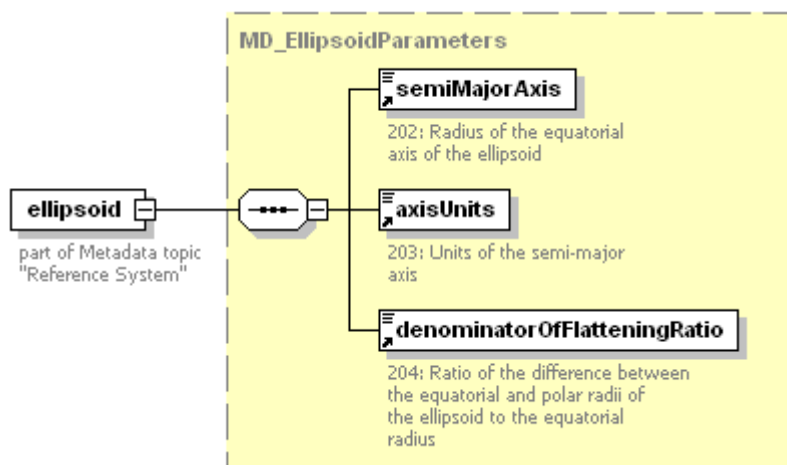 MD_EllipsoidParameters
semiMajorAxis
202: Radius of the equatorial
axis of the ellipsoid
ellipsoid
part of Metadata topic
"Reference System"
axisUnits
203: Units of the semi-major
axis
denominatorOfFlatteningRatio
204: Ratio of the difference between
the equatorial and polar radii of
the ellipsoid to the equatorial
radius